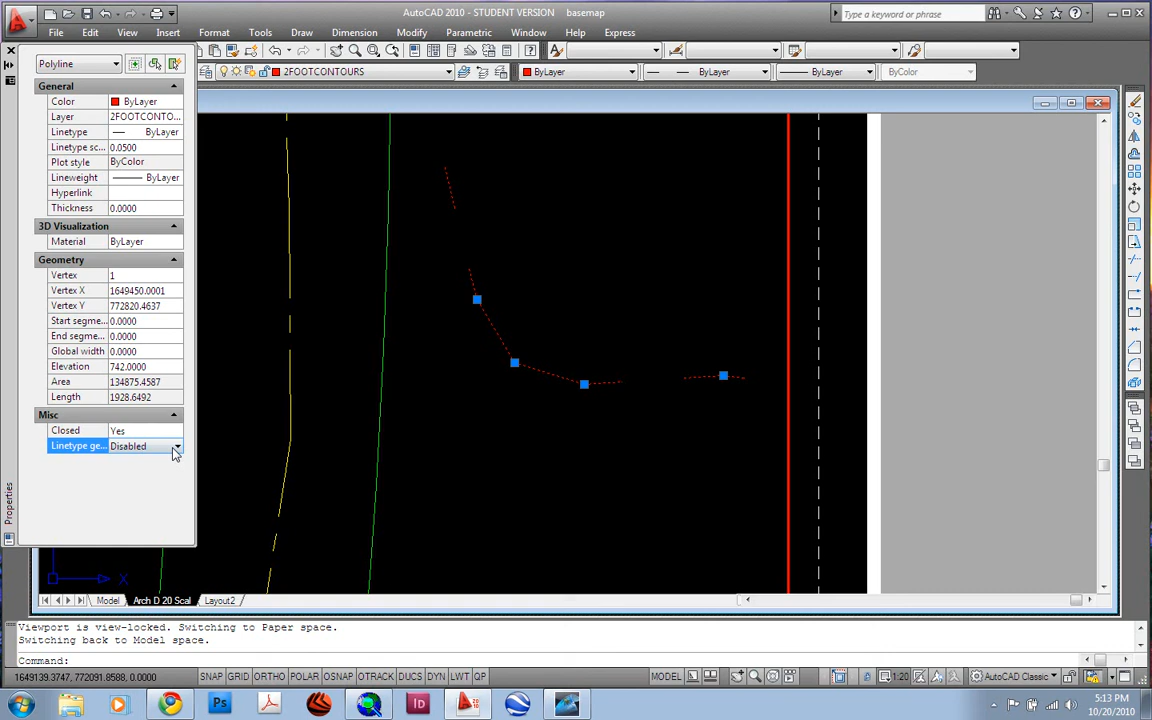 AutoCAD 2010 - STUDENT VERSION basemap
Type a keyword or phrase
File Edit View Insert Format Tools Draw Dimension Modify Parametric Window Help Express
2FOOTCONTOURS ByLayer ByLayer ByLayer ByColor
Polyline
General
Color ByLayer
Layer 2FOOTCONTO...
Linetype ByLayer
Linetype sc... 0.0500
Plot style ByColor
Lineweight ByLayer
Hyperlink
Thickness 0.0000
3D Visualization
Material ByLayer
Geometry
Vertex 1
Vertex X 1649450.0001
Vertex Y 772820.4637
Start segme... 0.0000
End segme... 0.0000
Global width 0.0000
Elevation 742.0000
Area 134875.4587
Length 1928.6492
Misc
Closed Yes
Linetype ge... Disabled
Properties
X
Model Arch D 20 Scal Layout2
Viewport is view-locked. Switching to Paper space.
Switching back to Model space.
Command:
1649139.3747, 772091.8588, 0.0000 SNAP GRID ORTHO POLAR OSNAP OTRACK DUCS DYN LWT QP MODEL 1:20 AutoCAD Classic
Ps Id
5:13 PM
10/20/2010